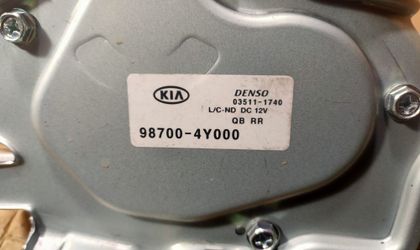 KIA DENSO
03511-1740
L/C-ND DC 12V
QB RR
98700-4Y000